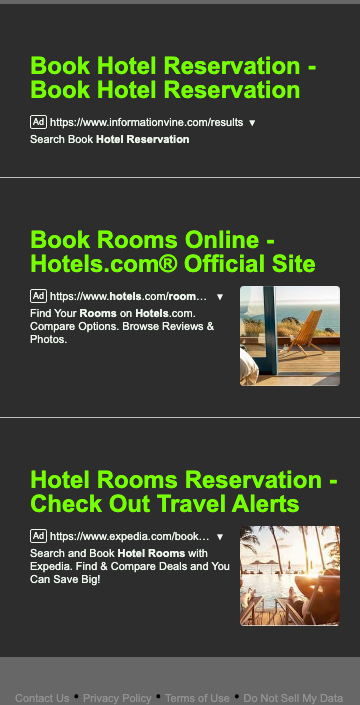 Book Hotel Reservation -
Book Hotel Reservation
Ad https://www.informationvine.com/results ▼
Search Book Hotel Reservation
Book Rooms Online -
Hotels.com® Official Site
Ad https://www.hotels.com/room... ▼
Find Your Rooms on Hotels.com.
Compare Options. Browse Reviews &
Photos.
Hotel Rooms Reservation -
Check Out Travel Alerts
Ad https://www.expedia.com/book... ▼
Search and Book Hotel Rooms with
Expedia. Find & Compare Deals and You
Can Save Big!
Contact Us • Privacy Policy • Terms of Use • Do Not Sell My Data